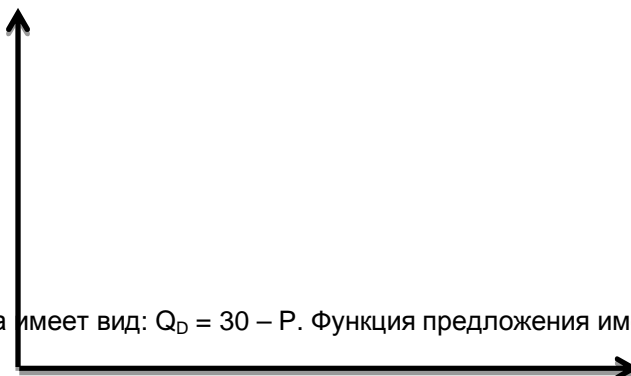 а имеет вид: Q_D = 30 – P. Функция предложения им